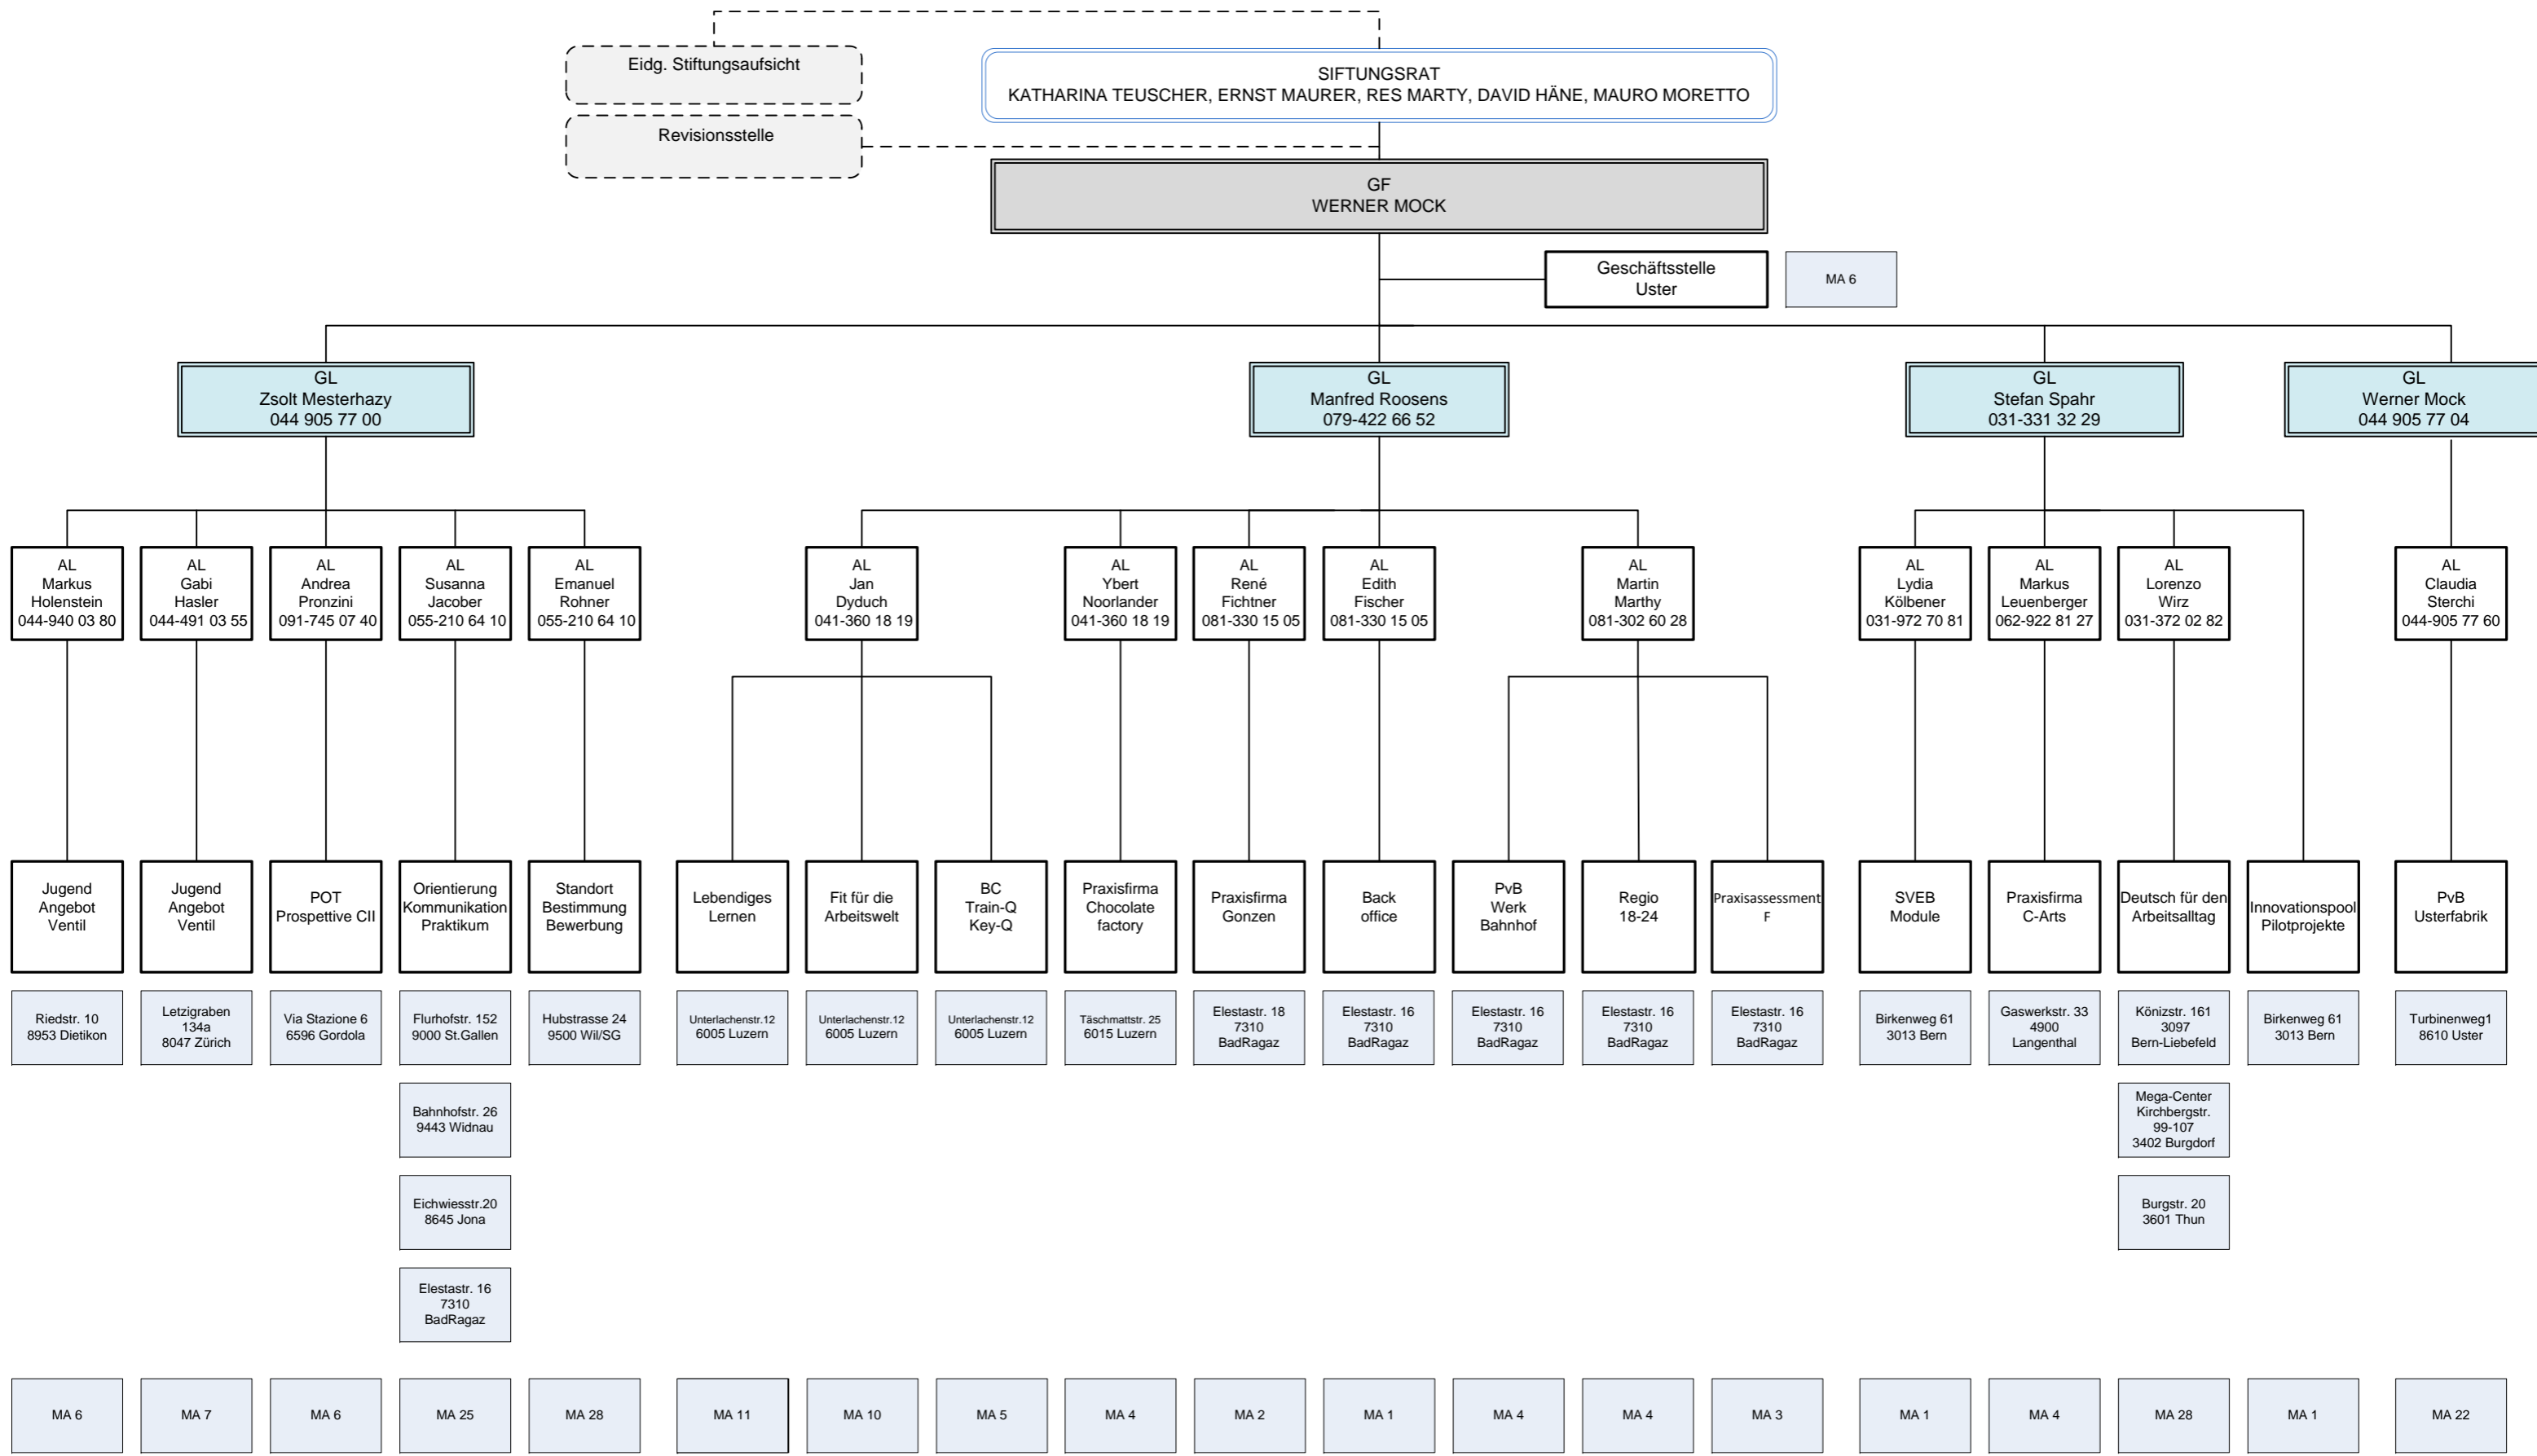 Eidg. Stiftungsaufsicht
SIFTUNGSRAT
KATHARINA TEUSCHER, ERNST MAURER, RES MARTY, DAVID HÄNE, MAURO MORETTO
Revisionsstelle
GF
WERNER MOCK
Geschäftsstelle
Uster
MA 6
GL
Zsolt Mesterhazy
044 905 77 00
GL
Manfred Roosens
079-422 66 52
GL
Stefan Spahr
031-331 32 29
GL
Werner Mock
044 905 77 04
AL
Markus
Holenstein
044-940 03 80
AL
Gabi
Hasler
044-491 03 55
AL
Andrea
Pronzini
091-745 07 40
AL
Susanna
Jacober
055-210 64 10
AL
Emanuel
Rohner
055-210 64 10
AL
Jan
Dyduch
041-360 18 19
AL
Ybert
Noorlander
041-360 18 19
AL
René
Fichtner
081-330 15 05
AL
Edith
Fischer
081-330 15 05
AL
Martin
Marthy
081-302 60 28
AL
Lydia
Kölbener
031-972 70 81
AL
Markus
Leuenberger
062-922 81 27
AL
Lorenzo
Wirz
031-372 02 82
AL
Claudia
Sterchi
044-905 77 60
Jugend
Angebot
Ventil
Jugend
Angebot
Ventil
POT
Prospettive CII
Orientierung
Kommunikation
Praktikum
Standort
Bestimmung
Bewerbung
Lebendiges
Lernen
Fit für die
Arbeitswelt
BC
Train-Q
Key-Q
Praxisfirma
Chocolate
factory
Praxisfirma
Gonzen
Back
office
PvB
Werk
Bahnhof
Regio
18-24
Praxisassessment
F
SVEB
Module
Praxisfirma
C-Arts
Deutsch für den
Arbeitsalltag
Innovationspool
Pilotprojekte
PvB
Usterfabrik
Riedstr. 10
8953 Dietikon
Letzigraben
134a
8047 Zürich
Via Stazione 6
6596 Gordola
Flurhofstr. 152
9000 St.Gallen
Hubstrasse 24
9500 Wil/SG
Unterlachenstr.12
6005 Luzern
Unterlachenstr.12
6005 Luzern
Unterlachenstr.12
6005 Luzern
Täschmattstr. 25
6015 Luzern
Elestastr. 18
7310
BadRagaz
Elestastr. 16
7310
BadRagaz
Elestastr. 16
7310
BadRagaz
Elestastr. 16
7310
BadRagaz
Elestastr. 16
7310
BadRagaz
Birkenweg 61
3013 Bern
Gaswerkstr. 33
4900
Langenthal
Könizstr. 161
3097
Bern-Liebefeld
Birkenweg 61
3013 Bern
Turbinenweg1
8610 Uster
Bahnhofstr. 26
9443 Widnau
Mega-Center
Kirchbergstr.
99-107
3402 Burgdorf
Eichwiesstr.20
8645 Jona
Burgstr. 20
3601 Thun
Elestastr. 16
7310
BadRagaz
MA 6
MA 7
MA 6
MA 25
MA 28
MA 11
MA 10
MA 5
MA 4
MA 2
MA 1
MA 4
MA 4
MA 3
MA 1
MA 4
MA 28
MA 1
MA 22